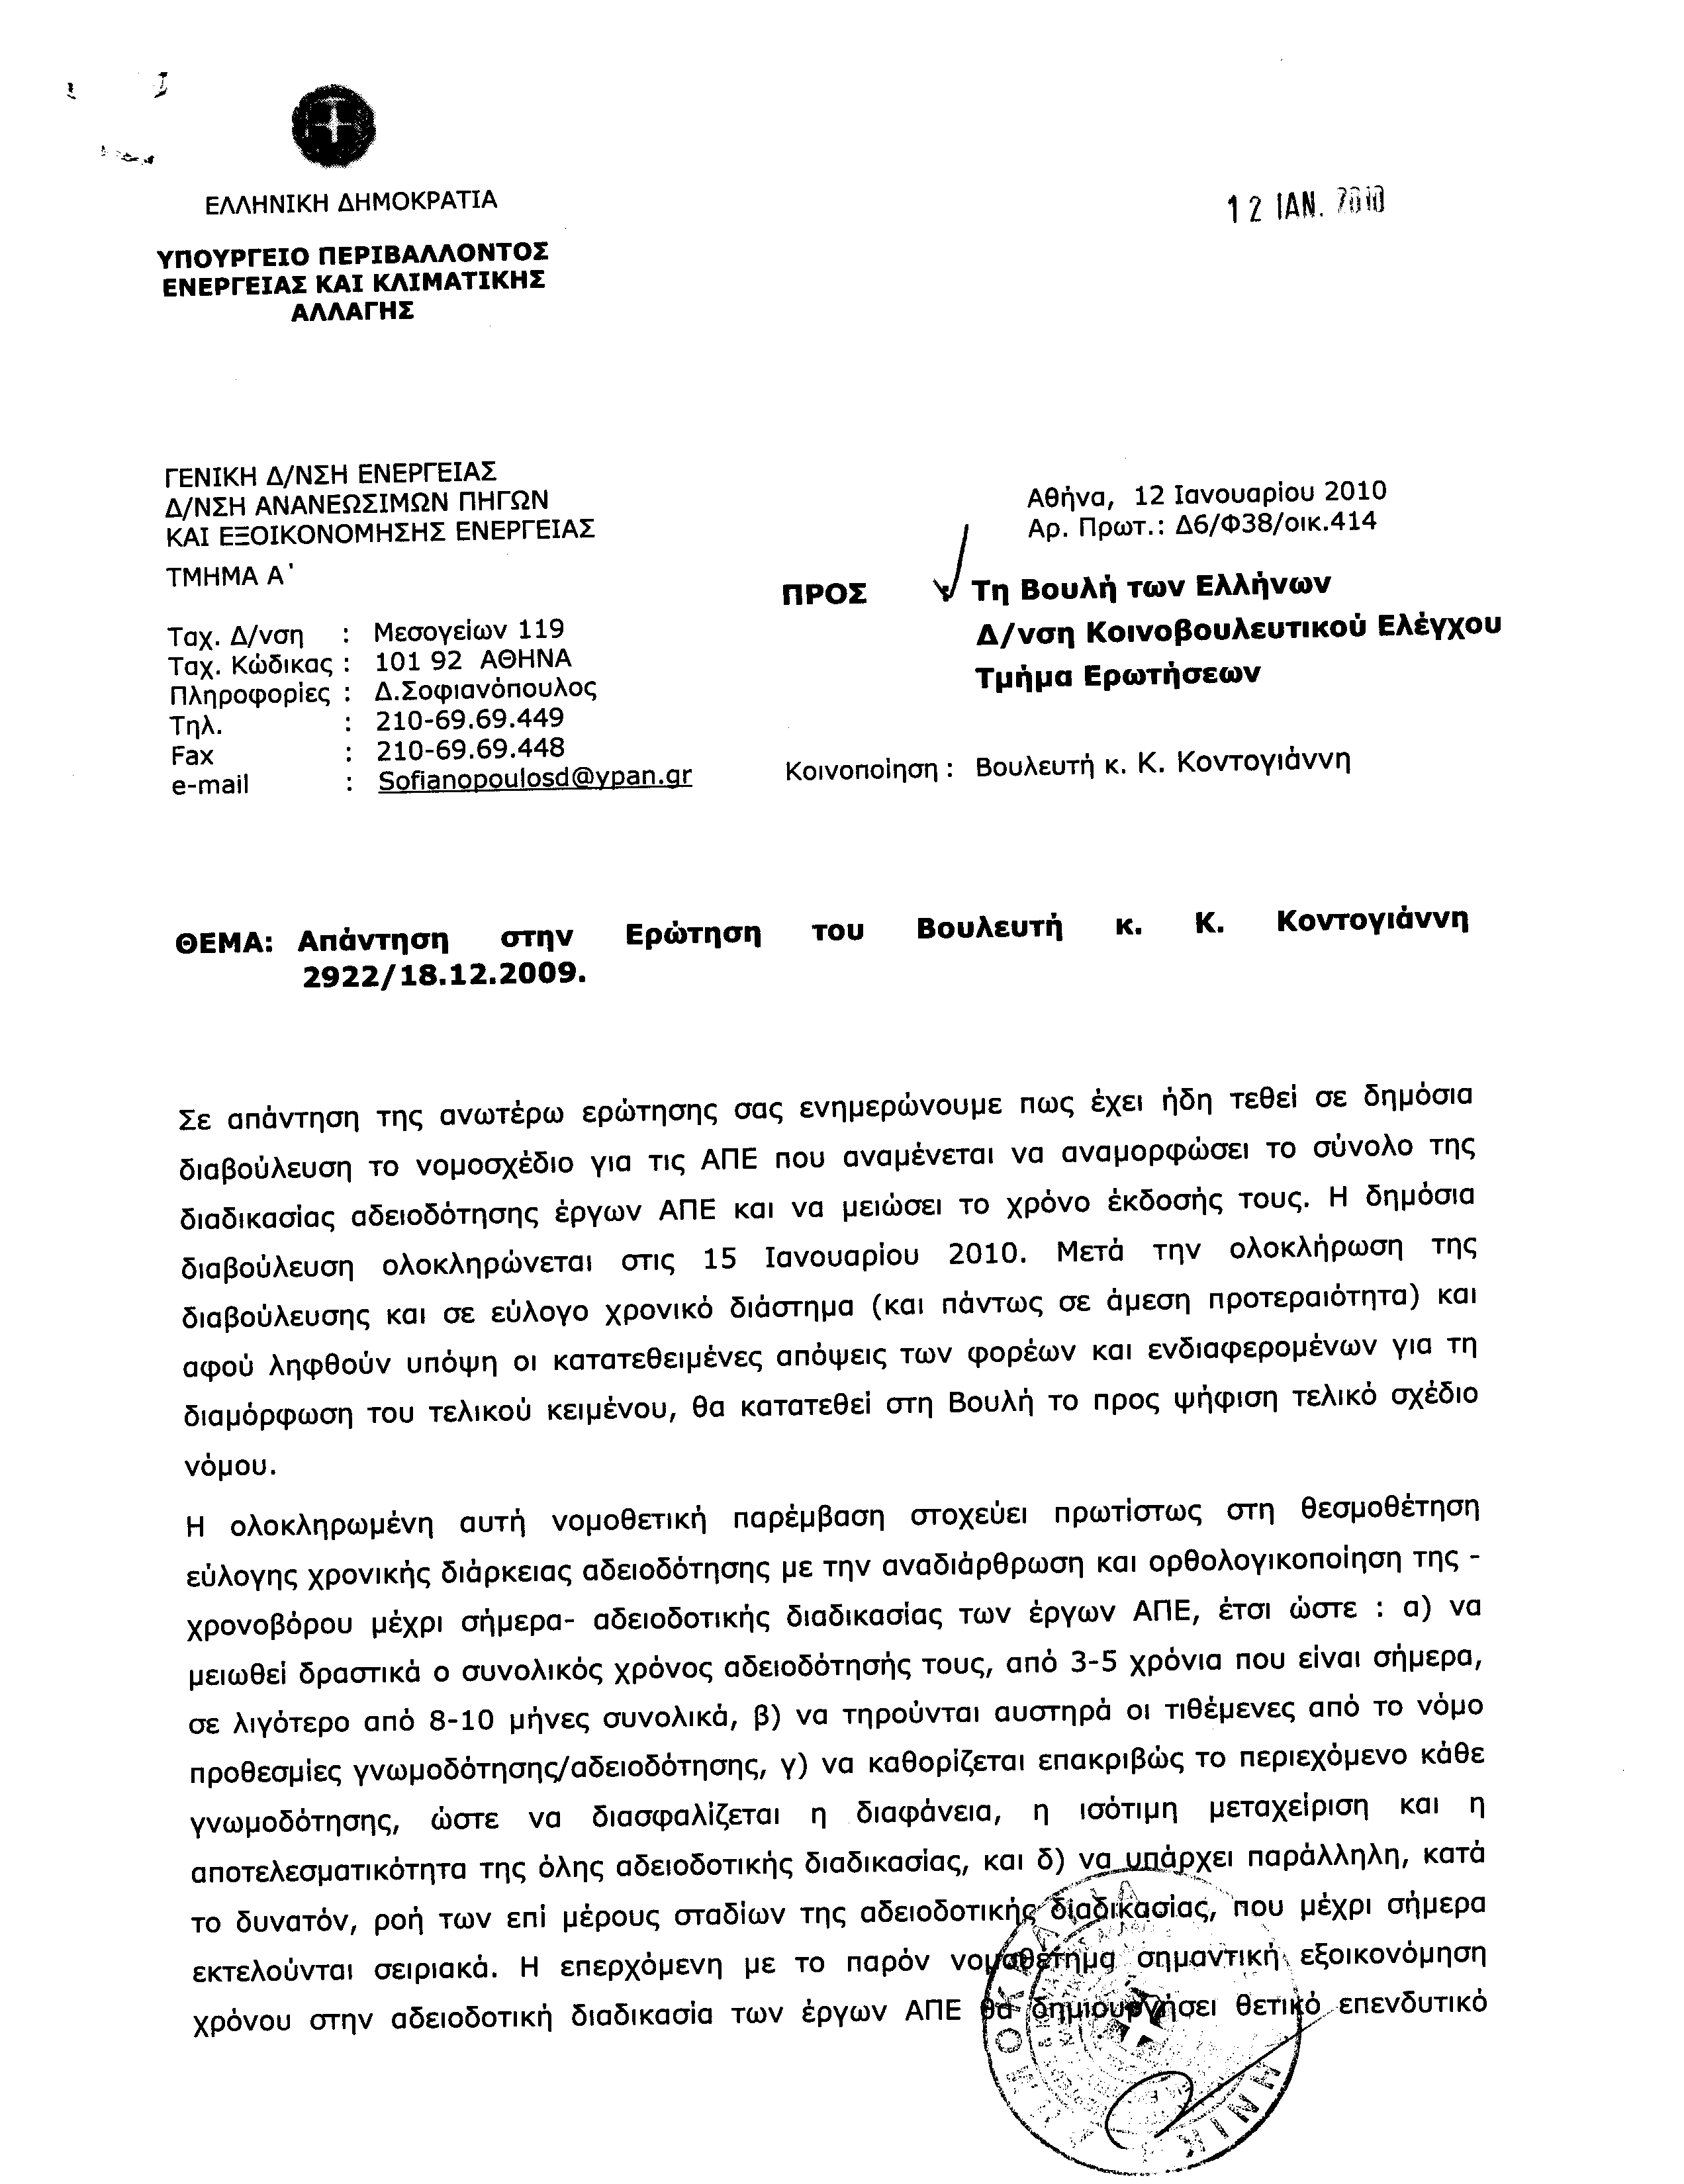 ΕΛΛΗΝΙΚΗ ΔΗΜΟΚΡΑΤΙΑ
12 ΙΑΝ. 2010
ΥΠΟΥΡΓΕΙΟ ΠΕΡΙΒΑΛΛΟΝΤΟΣ
ΕΝΕΡΓΕΙΑΣ ΚΑΙ ΚΛΙΜΑΤΙΚΗΣ
ΑΛΛΑΓΗΣ
ΓΕΝΙΚΗ Δ/ΝΣΗ ΕΝΕΡΓΕΙΑΣ
Δ/ΝΣΗ ΑΝΑΝΕΩΣΙΜΩΝ ΠΗΓΩΝ
ΚΑΙ ΕΞΟΙΚΟΝΟΜΗΣΗΣ ΕΝΕΡΓΕΙΑΣ
ΤΜΗΜΑ Α'
Ταχ. Δ/νση : Μεσογείων 119
Ταχ. Κώδικας : 101 92 ΑΘΗΝΑ
Πληροφορίες : Δ.Σοφιανόπουλος
Τηλ. : 210-69.69.449
Fax : 210-69.69.448
e-mail : Sofianopoulosd@ypan.gr
Αθήνα, 12 Ιανουαρίου 2010
Αρ. Πρωτ.: Δ6/Φ38/οικ.414
ΠΡΟΣ : Τη Βουλή των Ελλήνων
Δ/νση Κοινοβουλευτικού Ελέγχου
Τμήμα Ερωτήσεων
Κοινοποίηση : Βουλευτή κ. Κ. Κοντογιάννη
ΘΕΜΑ: Απάντηση στην Ερώτηση του Βουλευτή κ. Κ. Κοντογιάννη
2922/18.12.2009.
Σε απάντηση της ανωτέρω ερώτησης σας ενημερώνουμε πως έχει ήδη τεθεί σε δημόσια
διαβούλευση το νομοσχέδιο για τις ΑΠΕ που αναμένεται να αναμορφώσει το σύνολο της
διαδικασίας αδειοδότησης έργων ΑΠΕ και να μειώσει το χρόνο έκδοσής τους. Η δημόσια
διαβούλευση ολοκληρώνεται στις 15 Ιανουαρίου 2010. Μετά την ολοκλήρωση της
διαβούλευσης και σε εύλογο χρονικό διάστημα (και πάντως σε άμεση προτεραιότητα) και
αφού ληφθούν υπόψη οι κατατεθειμένες απόψεις των φορέων και ενδιαφερομένων για τη
διαμόρφωση του τελικού κειμένου, θα κατατεθεί στη Βουλή το προς ψήφιση τελικό σχέδιο
νόμου.
Η ολοκληρωμένη αυτή νομοθετική παρέμβαση στοχεύει πρωτίστως στη θεσμοθέτηση
εύλογης χρονικής διάρκειας αδειοδότησης με την αναδιάρθρωση και ορθολογικοποίηση της -
χρονοβόρου μέχρι σήμερα- αδειοδοτικής διαδικασίας των έργων ΑΠΕ, έτσι ώστε : α) να
μειωθεί δραστικά ο συνολικός χρόνος αδειοδότησής τους, από 3-5 χρόνια που είναι σήμερα,
σε λιγότερο από 8-10 μήνες συνολικά, β) να τηρούνται αυστηρά οι τιθέμενες από το νόμο
προθεσμίες γνωμοδότησης/αδειοδότησης, γ) να καθορίζεται επακριβώς το περιεχόμενο κάθε
γνωμοδότησης, ώστε να διασφαλίζεται η διαφάνεια, η ισότιμη μεταχείριση και η
αποτελεσματικότητα της όλης αδειοδοτικής διαδικασίας, και δ) να υπάρχει παράλληλη, κατά
το δυνατόν, ροή των επί μέρους σταδίων της αδειοδοτικής διαδικασίας, που μέχρι σήμερα
εκτελούνται σειριακά. Η επερχόμενη με το παρόν νομοθέτημα σημαντική εξοικονόμηση
χρόνου στην αδειοδοτική διαδικασία των έργων ΑΠΕ θα δημιουργήσει θετικό επενδυτικό